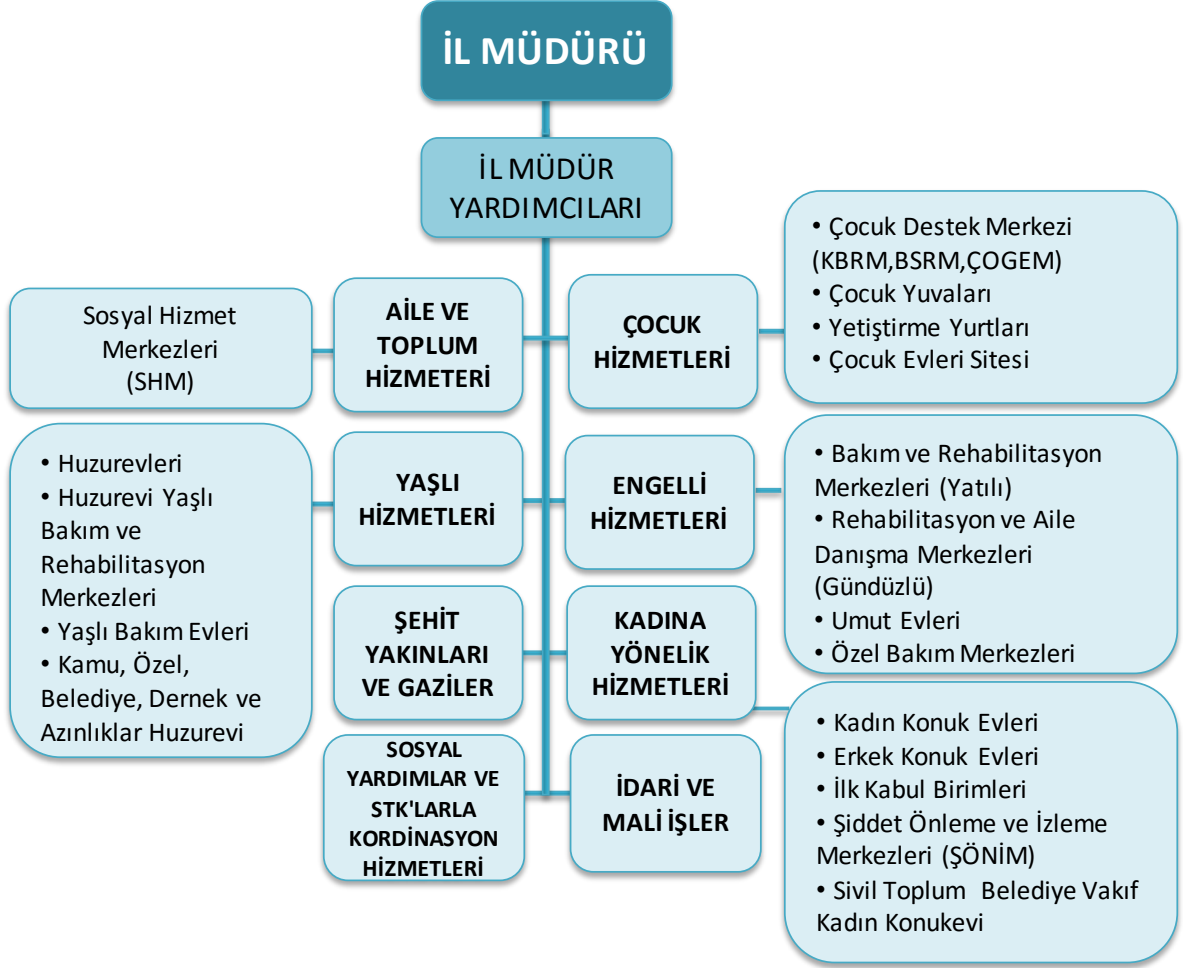 İL MÜDÜRÜ
İL MÜDÜR
YARDIMCILARI
Sosyal Hizmet
Merkezleri
(SHM)
AİLE VE
TOPLUM
HİZMETERİ
ÇOCUK
HİZMETLERİ
• Çocuk Destek Merkezi
(KBRM,BSRM,ÇOGEM)
• Çocuk Yuvaları
• Yetiştirme Yurtları
• Çocuk Evleri Sitesi
• Huzurevleri
• Huzurevi Yaşlı
Bakım ve
Rehabilitasyon
Merkezleri
• Yaşlı Bakım Evleri
• Kamu, Özel,
Belediye, Dernek ve
Azınlıklar Huzurevi
YAŞLI
HİZMETLERİ
ENGELLİ
HİZMETLERİ
• Bakım ve Rehabilitasyon
Merkezleri (Yatılı)
• Rehabilitasyon ve Aile
Danışma Merkezleri
(Gündüzlü)
• Umut Evleri
• Özel Bakım Merkezleri
ŞEHİT
YAKINLARI
VE GAZİLER
KADINA
YÖNELİK
HİZMETLERİ
• Kadın Konuk Evleri
• Erkek Konuk Evleri
• İlk Kabul Birimleri
• Şiddet Önleme ve İzleme
Merkezleri (ŞÖNİM)
• Sivil Toplum Belediye Vakıf
Kadın Konukevi
SOSYAL
YARDIMLAR VE
STK'LARLA
KORDİNASYON
HİZMETLERİ
İDARİ VE
MALİ İŞLER